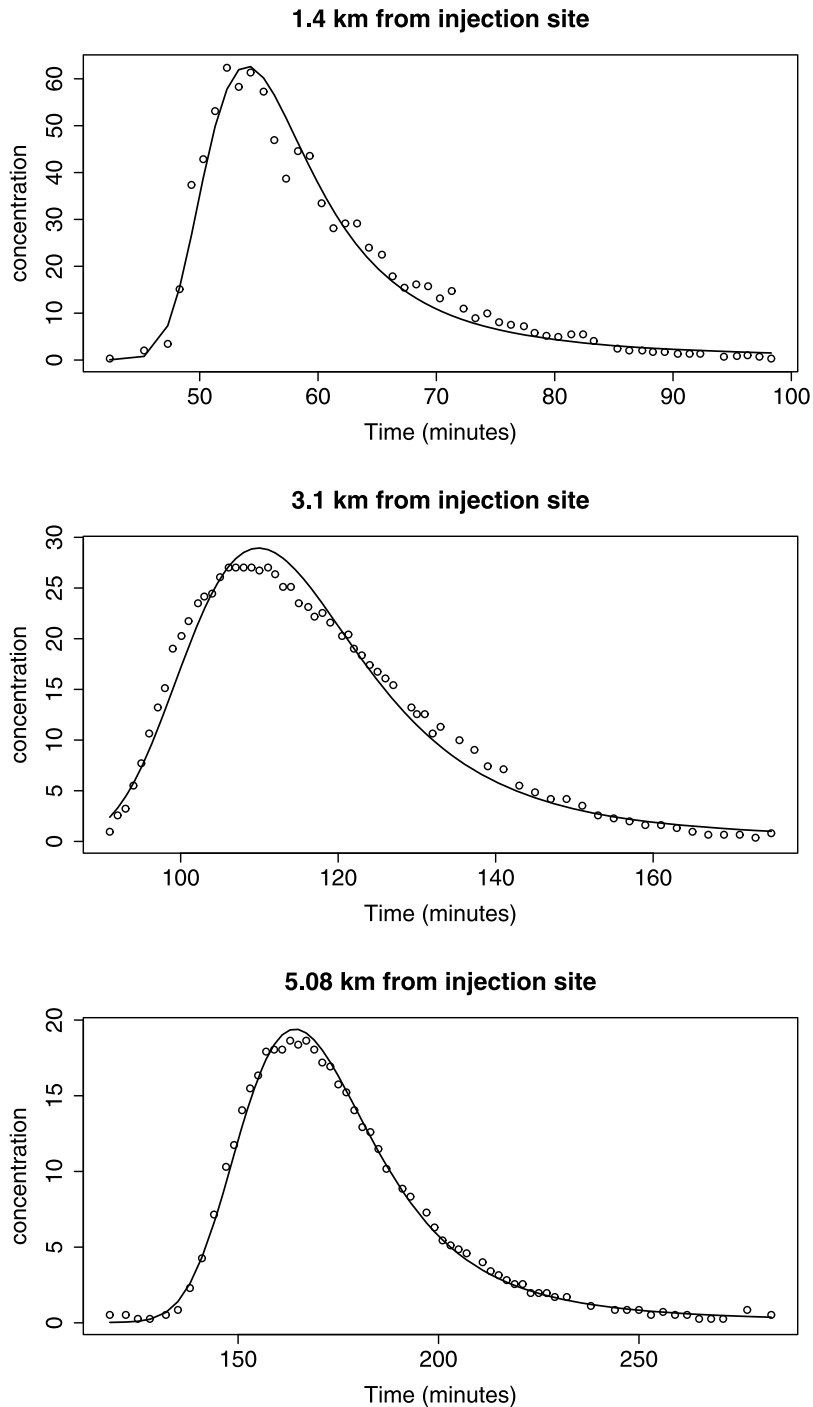 1.4 km from injection site
60
50
40
30
20
10
0
concentration
50 60 70 80 90 100
Time (minutes)
3.1 km from injection site
30
25
20
15
10
5
0
concentration
100 120 140 160
Time (minutes)
5.08 km from injection site
20
15
10
5
0
concentration
150 200 250
Time (minutes)